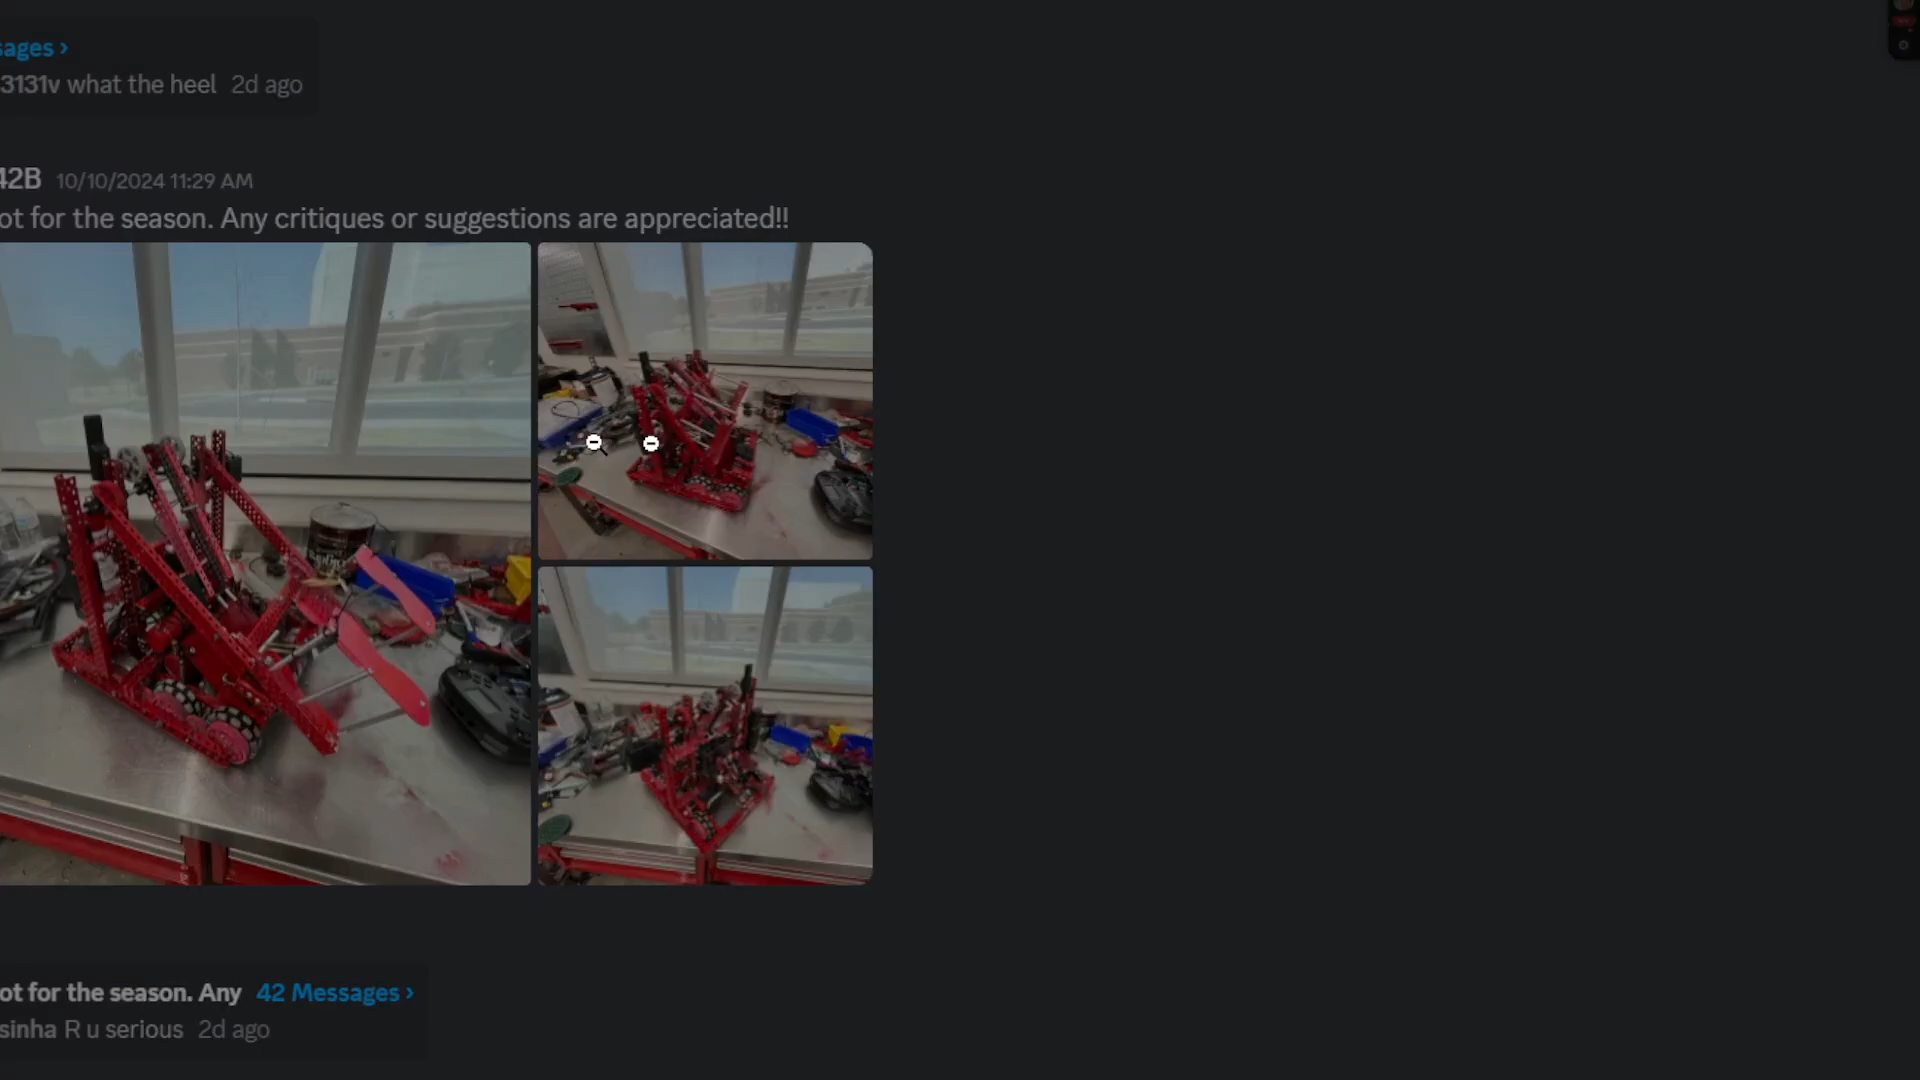 sages ›
3131v what the heel 2d ago
42B 10/10/2024 11:29 AM
ot for the season. Any critiques or suggestions are appreciated!!
ot for the season. Any 42 Messages ›
sinha R u serious 2d ago